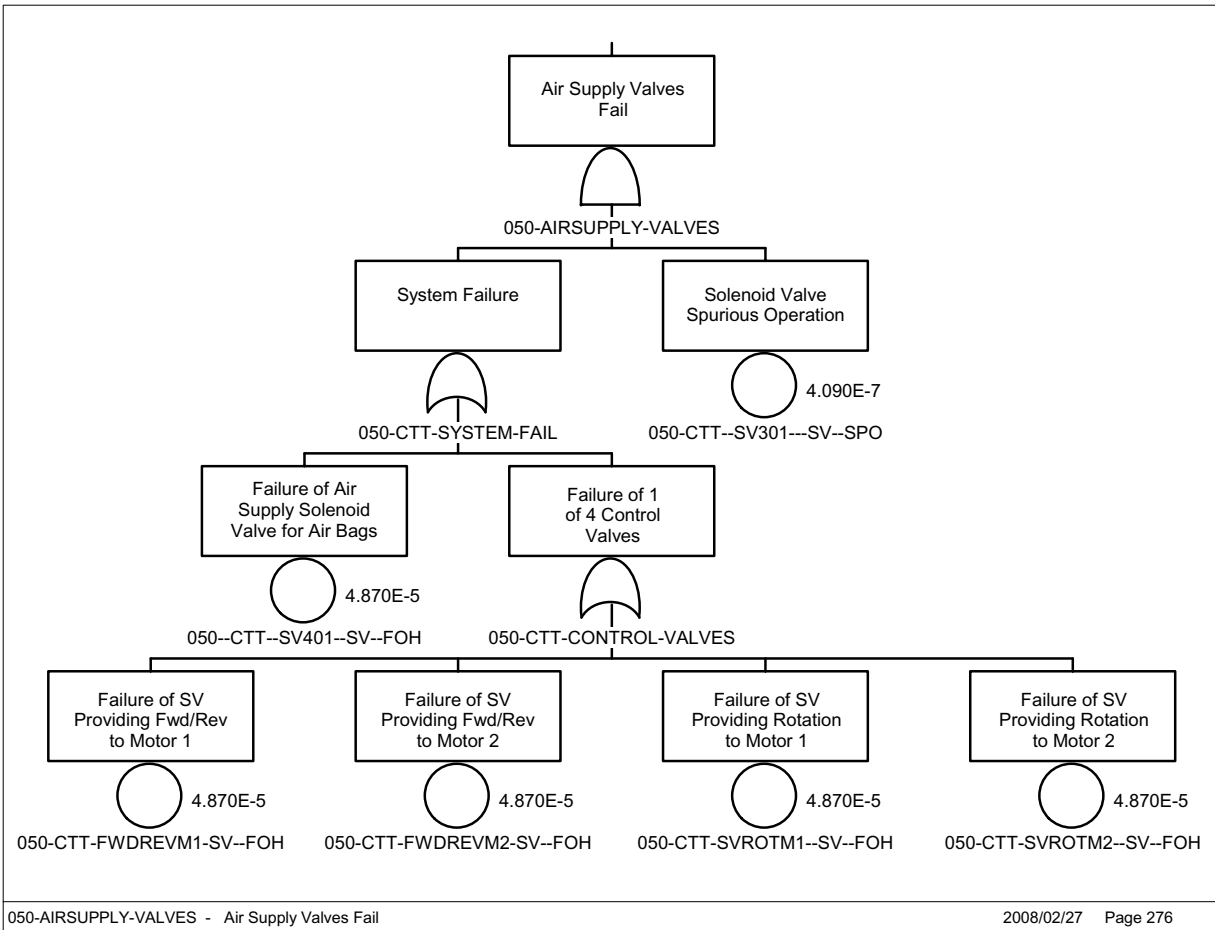 Air Supply Valves
Fail
050-AIRSUPPLY-VALVES
System Failure
Solenoid Valve
Spurious Operation
4.090E-7
050-CTT-SYSTEM-FAIL
050-CTT--SV301---SV--SPO
Failure of Air
Supply Solenoid
Valve for Air Bags
Failure of 1
of 4 Control
Valves
4.870E-5
050--CTT--SV401--SV--FOH
050-CTT-CONTROL-VALVES
Failure of SV
Providing Fwd/Rev
to Motor 1
Failure of SV
Providing Fwd/Rev
to Motor 2
Failure of SV
Providing Rotation
to Motor 1
Failure of SV
Providing Rotation
to Motor 2
4.870E-5
4.870E-5
4.870E-5
4.870E-5
050-CTT-FWDREVM1-SV--FOH
050-CTT-FWDREVM2-SV--FOH
050-CTT-SVROTM1--SV--FOH
050-CTT-SVROTM2--SV--FOH
050-AIRSUPPLY-VALVES - Air Supply Valves Fail
2008/02/27 Page 276